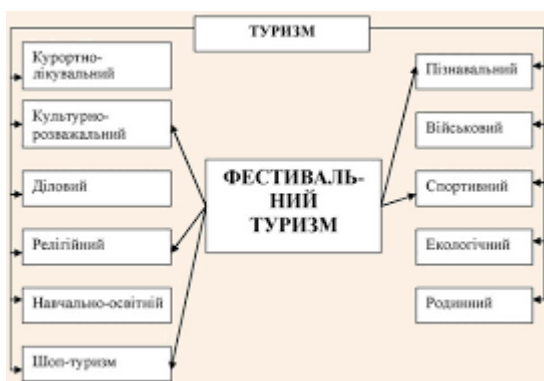 ТУРИЗМ
Курортно-
лікувальний
Культурно-
розважальний
Діловий
Релігійний
Навчально-освітній
Шоп-туризм
ФЕСТИВАЛЬ-
НИЙ
ТУРИЗМ
Пізнавальний
Військовий
Спортивний
Екологічний
Родинний